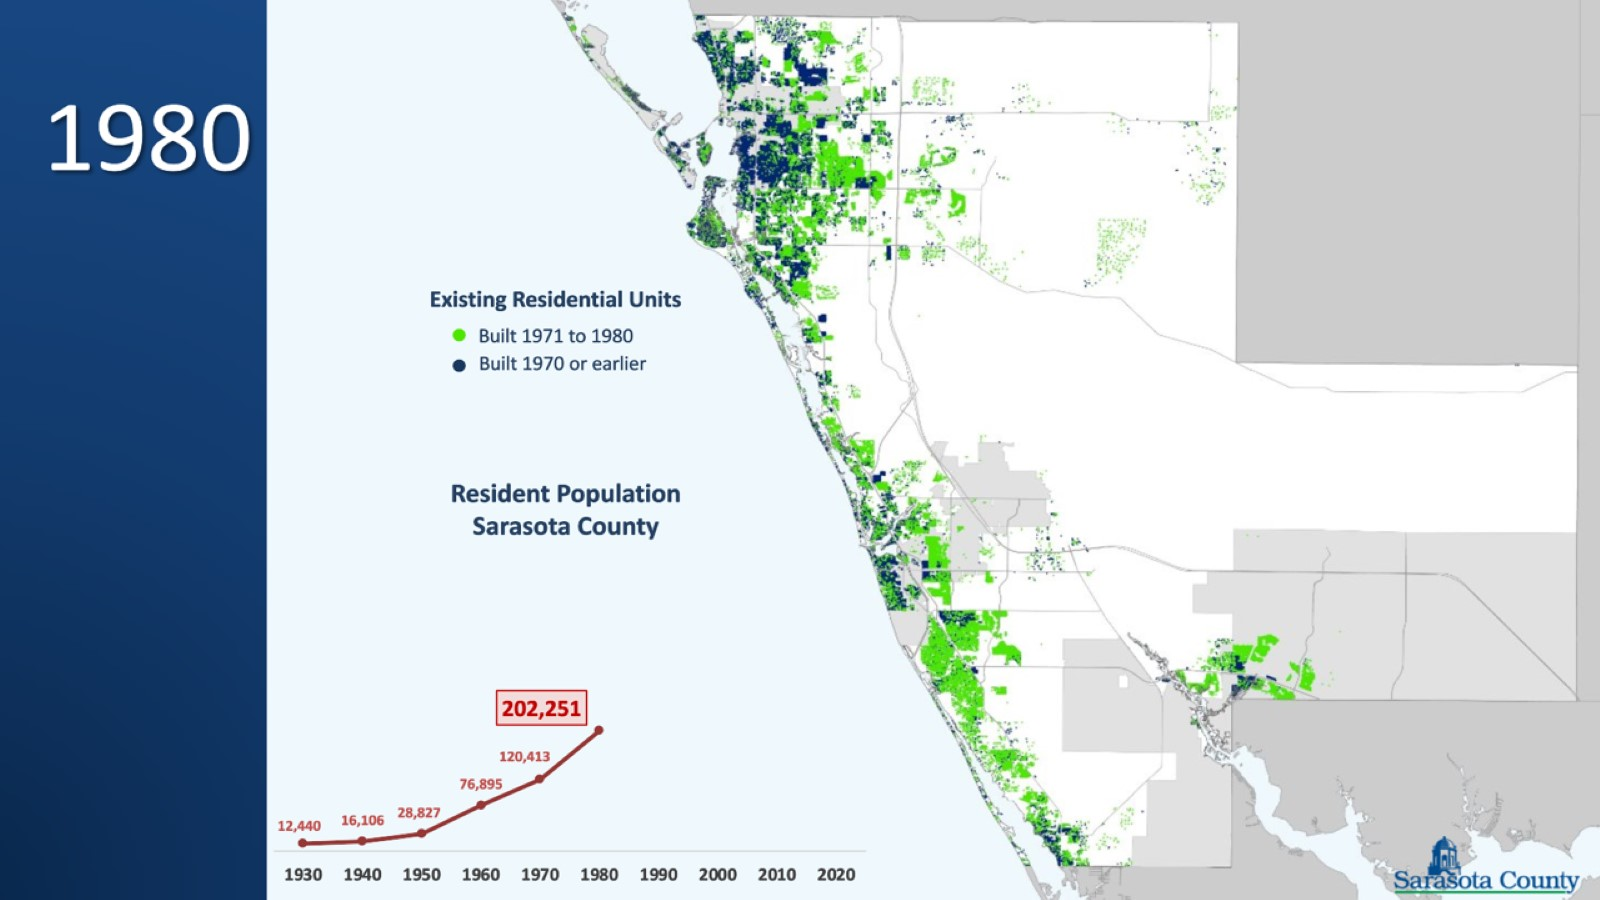 1980
Existing Residential Units
Built 1971 to 1980
Built 1970 or earlier
Resident Population
Sarasota County
202,251
120,413
76,895
28,827
16,106
12,440
1930 1940 1950 1960 1970 1980 1990 2000 2010 2020
Sarasota County